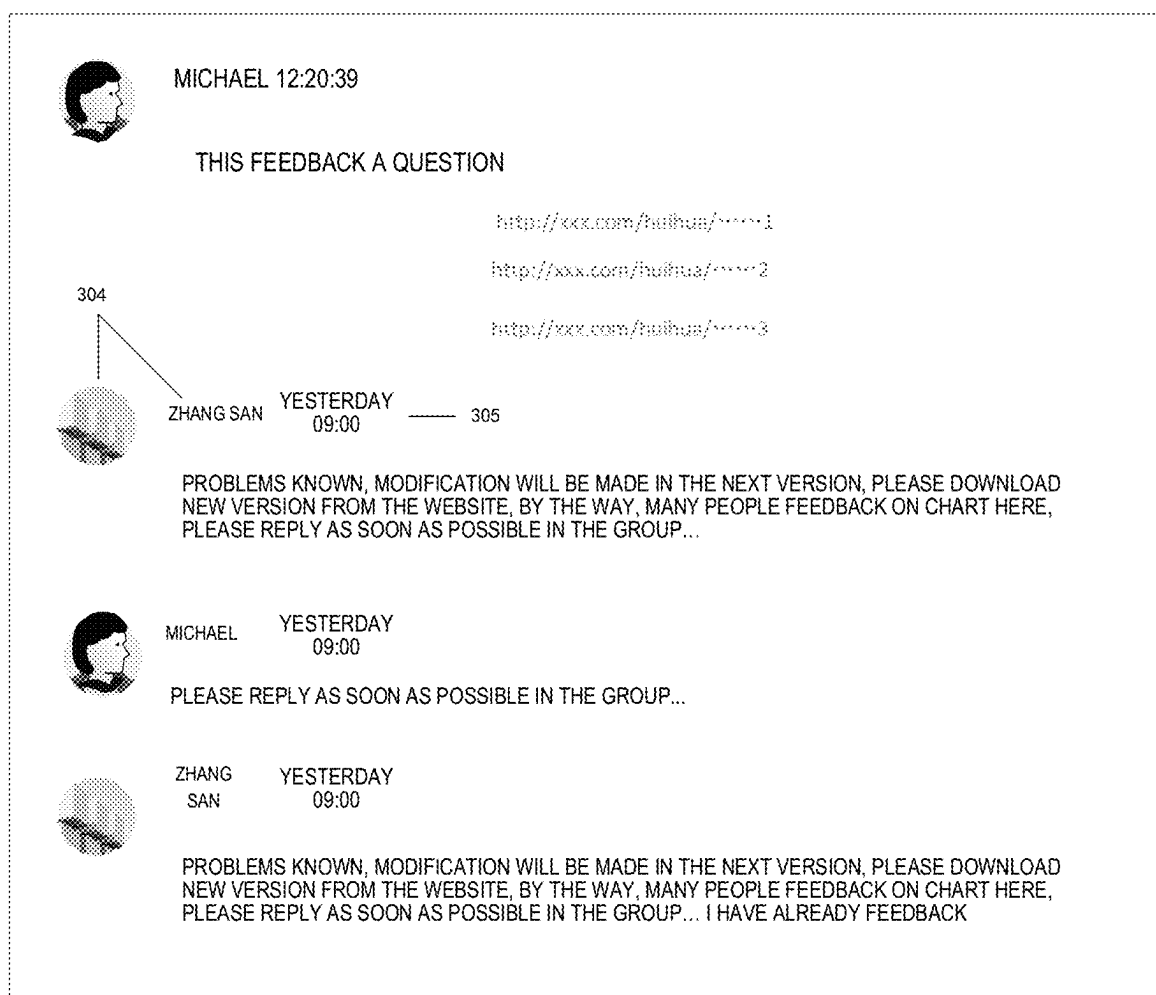 MICHAEL 12:20:39
THIS FEEDBACK A QUESTION
http://xxx.com/huihua/······1
http://xxx.com/huihua/······2
http://xxx.com/huihua/······3
304
ZHANG SAN YESTERDAY
09:00 305
PROBLEMS KNOWN, MODIFICATION WILL BE MADE IN THE NEXT VERSION, PLEASE DOWNLOAD
NEW VERSION FROM THE WEBSITE, BY THE WAY, MANY PEOPLE FEEDBACK ON CHART HERE,
PLEASE REPLY AS SOON AS POSSIBLE IN THE GROUP...
MICHAEL YESTERDAY
09:00
PLEASE REPLY AS SOON AS POSSIBLE IN THE GROUP...
ZHANG YESTERDAY
SAN 09:00
PROBLEMS KNOWN, MODIFICATION WILL BE MADE IN THE NEXT VERSION, PLEASE DOWNLOAD
NEW VERSION FROM THE WEBSITE, BY THE WAY, MANY PEOPLE FEEDBACK ON CHART HERE,
PLEASE REPLY AS SOON AS POSSIBLE IN THE GROUP... I HAVE ALREADY FEEDBACK